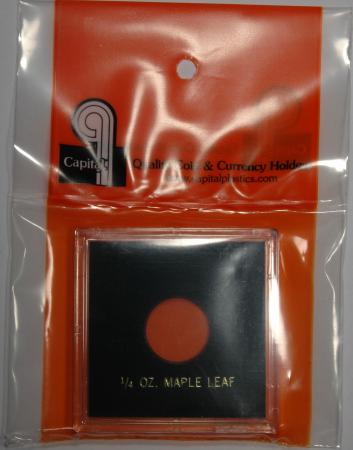 Capital
Quality Coin & Currency Holders
www.capitalplastics.com
1/4 OZ. MAPLE LEAF